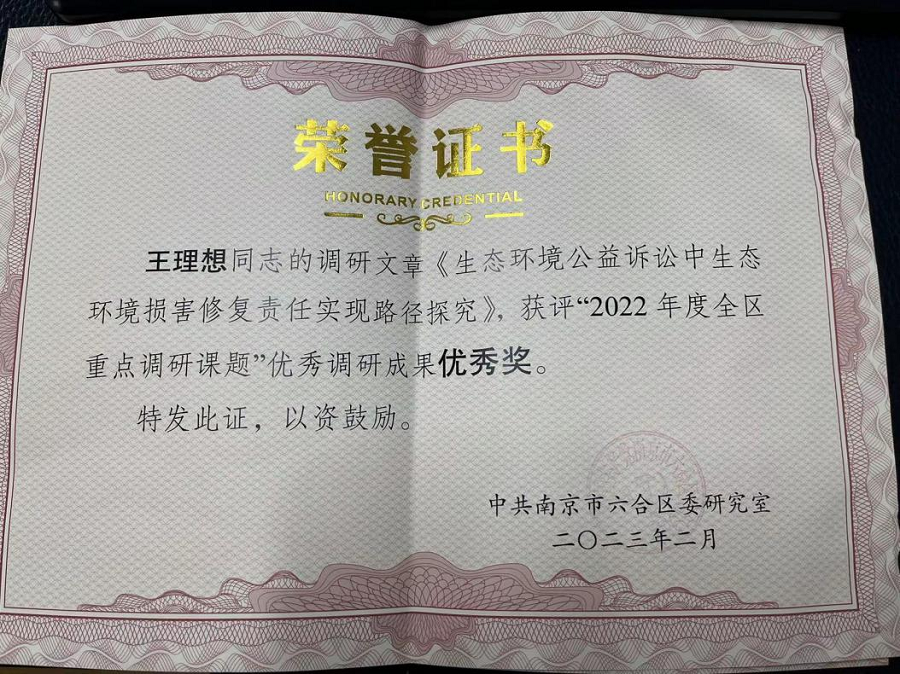 荣誉证书
HONORARY CREDENTIAL
王理想同志的调研文章《生态环境公益诉讼中生态
环境损害修复责任实现路径探究》，获评“2022年度全区
重点调研课题”优秀调研成果优秀奖。
特发此证，以资鼓励。
中共南京市六合区委研究室
二〇二三年二月